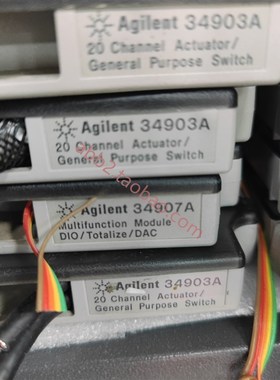 Agilent 34903A
20 Channel Actuator/
General Purpose Switch
Agilent 34903A
20 Channel Actuator/
General Purpose Switch
Agilent 34907A
Multifunction Module
DIO/Totalize/DAC
Agilent 34903A
20 Channel Actuator/
General Purpose Switch